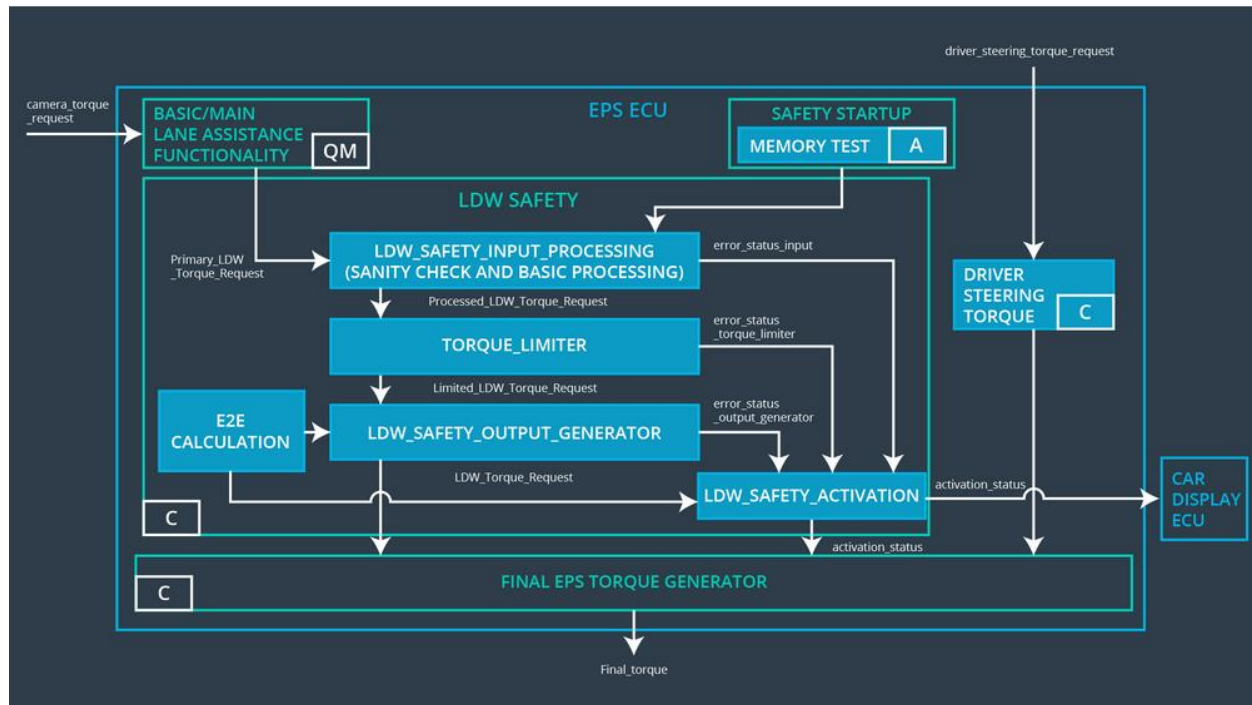 driver_steering_torque_request
camera_torque
_request
BASIC/MAIN
LANE ASSISTANCE
FUNCTIONALITY
QM
EPS ECU
SAFETY STARTUP
MEMORY TEST
A
LDW SAFETY
Primary_LDW
_Torque_Request
LDW_SAFETY_INPUT_PROCESSING
(SANITY CHECK AND BASIC PROCESSING)
error_status_input
DRIVER
STEERING
TORQUE
C
Processed_LDW_Torque_Request
TORQUE_LIMITER
error_status
_torque_limiter
Limited_LDW_Torque_Request
E2E
CALCULATION
LDW_SAFETY_OUTPUT_GENERATOR
error_status
_output_generator
LDW_Torque_Request
LDW_SAFETY_ACTIVATION
activation_status
CAR
DISPLAY
ECU
C
activation_status
C
FINAL EPS TORQUE GENERATOR
Final_torque